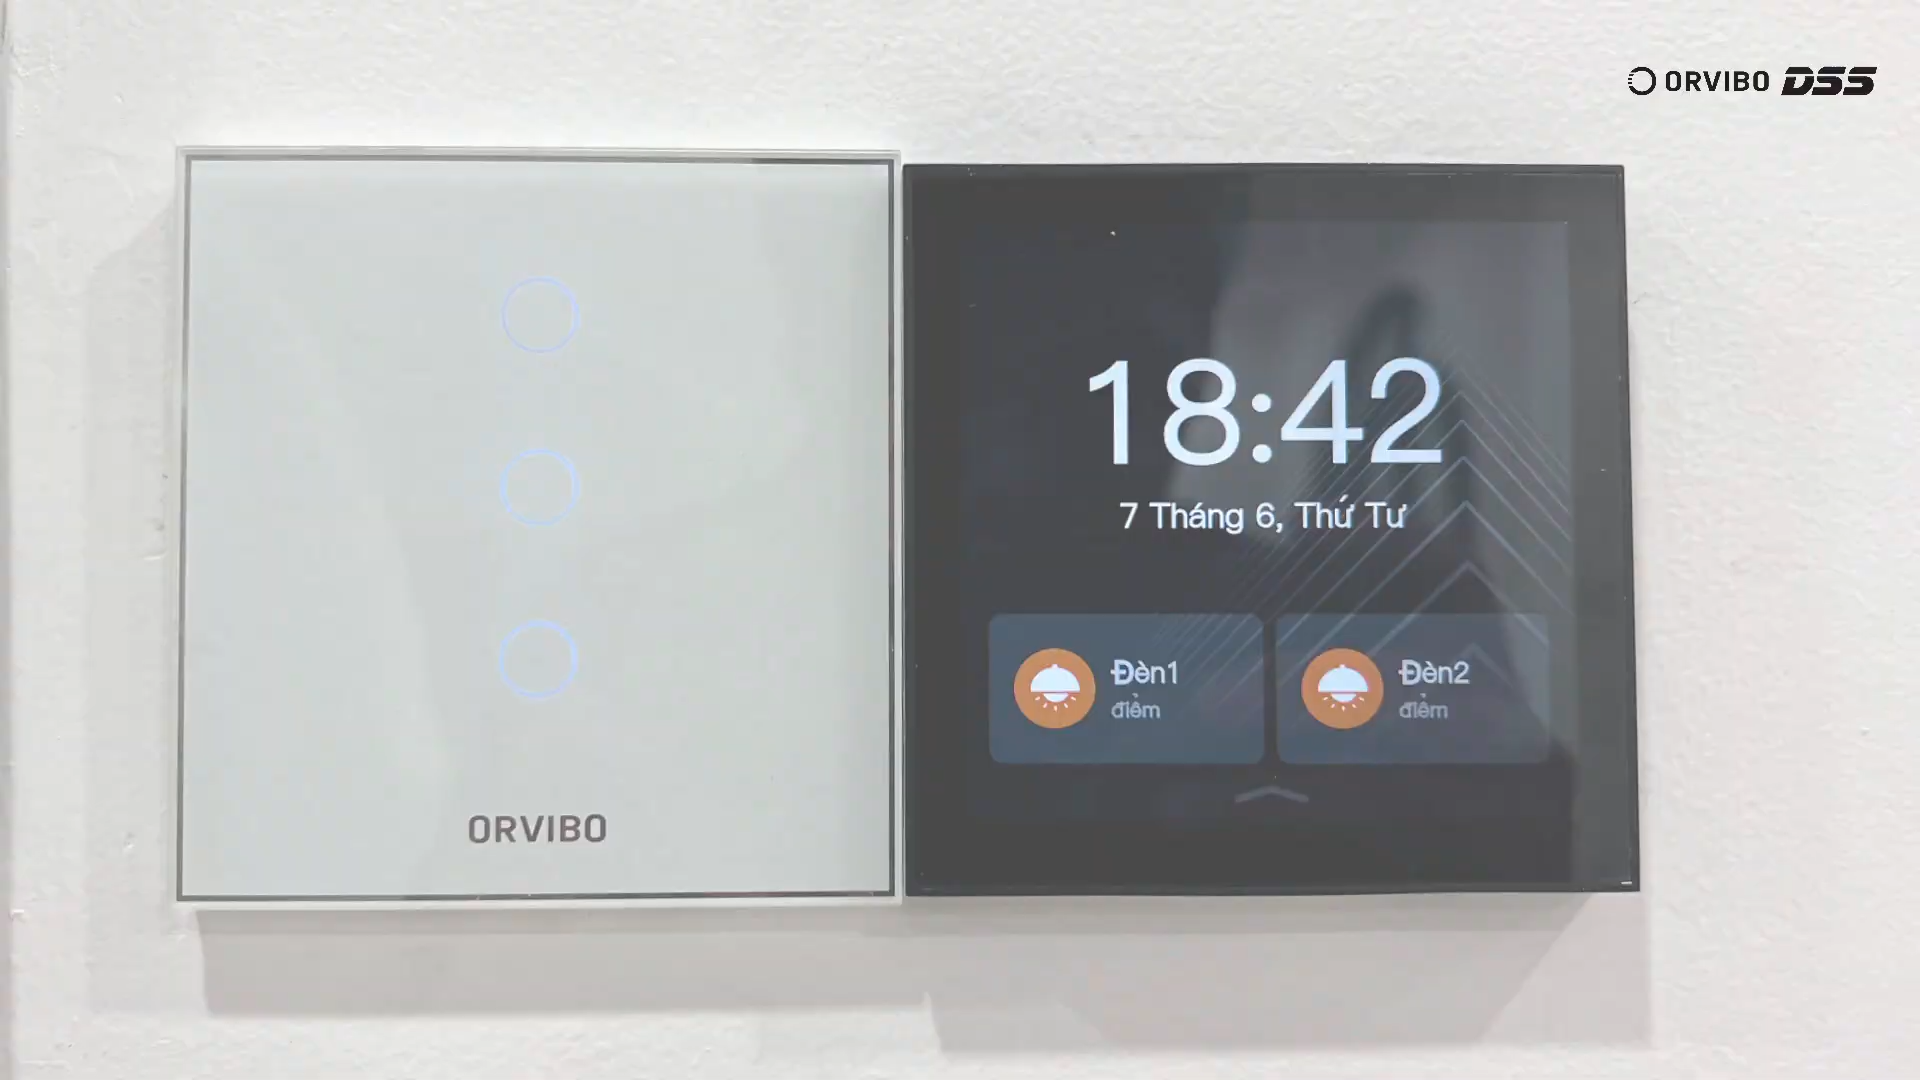 ORVIBO DSS
ORVIBO
18:42
7 Tháng 6, Thứ Tư
Đèn1
điểm
Đèn2
điểm